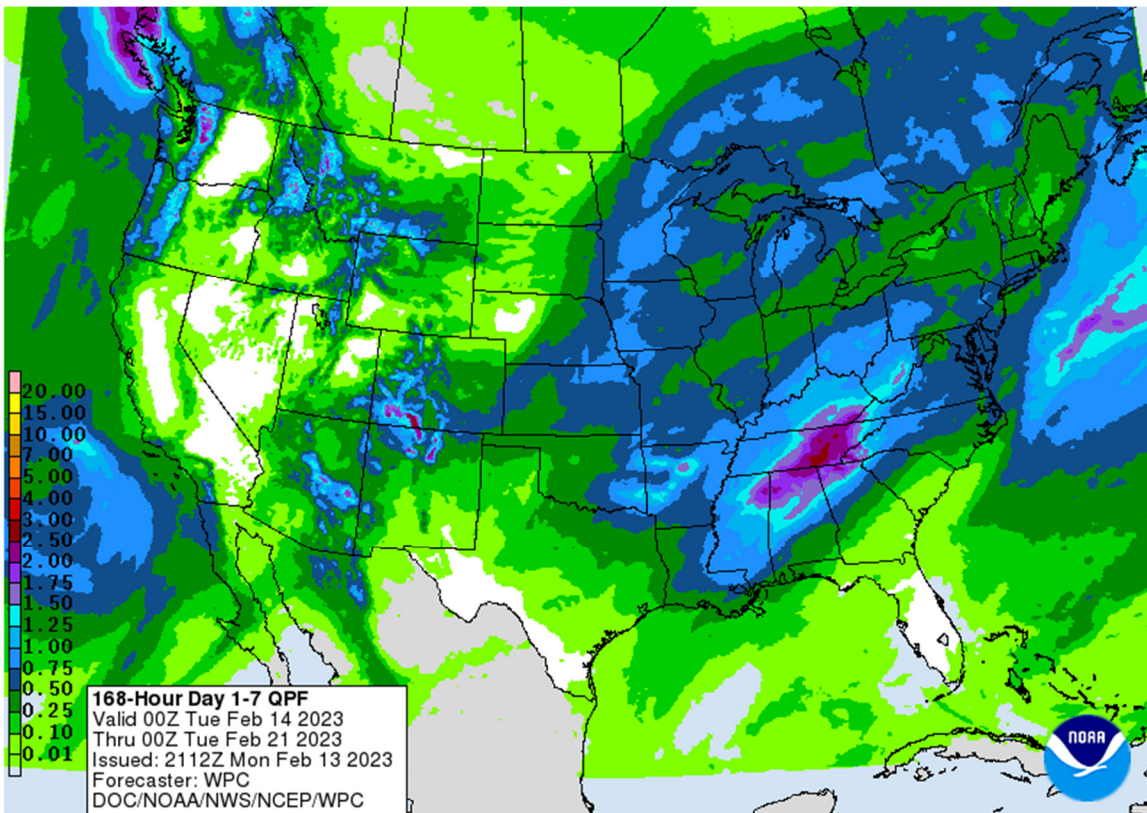 20.00
15.00
10.00
7.00
5.00
4.00
3.00
2.50
2.00
1.75
1.50
1.25
1.00
0.75
0.50
0.25
0.10
0.01
168-Hour Day 1-7 QPF
Valid 00Z Tue Feb 14 2023
Thru 00Z Tue Feb 21 2023
Issued: 2112Z Mon Feb 13 2023
Forecaster: WPC
DOC/NOAA/NWS/NCEP/WPC
NOAA